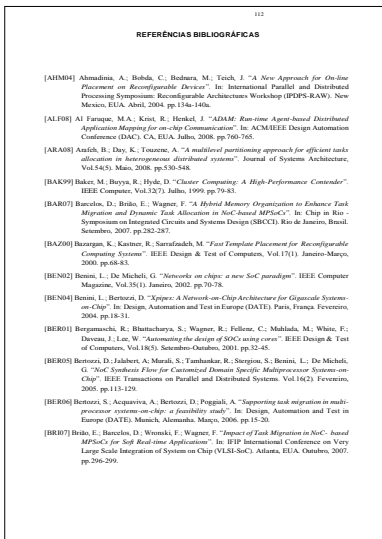 112
REFERÊNCIAS BIBLIOGRÁFICAS
[AHM04] Ahmadinia, A.; Bobda, C.; Bednara, M.; Teich, J. "A New Approach for On-line
Placement on Reconfigurable Devices". In: International Parallel and Distributed
Processing Symposium: Reconfigurable Architectures Workshop (IPDPS-RAW). New
Mexico, EUA. Abril, 2004. pp.134a-140a.
[ALF08] Al Faruque, M.A.; Krist, R.; Henkel, J. "ADAM: Run-time Agent-based Distributed
Application Mapping for on-chip Communication". In: ACM/IEEE Design Automation
Conference (DAC). CA, EUA. Julho, 2008. pp.760-765.
[ARA08] Arafeh, B.; Day, K.; Touzene, A. "A multilevel partitioning approach for efficient tasks
allocation in heterogeneous distributed systems". Journal of Systems Architecture,
Vol.54(5). Maio, 2008. pp.530-548.
[BAK99] Baker, M.; Buyya, R.; Hyde, D. "Cluster Computing: A High-Performance Contender".
IEEE Computer, Vol.32(7). Julho, 1999. pp.79-83.
[BAR07] Barcelos, D.; Brião, E.; Wagner, F. "A Hybrid Memory Organization to Enhance Task
Migration and Dynamic Task Allocation in NoC-based MPSoCs". In: Chip in Rio -
Symposium on Integrated Circuits and Systems Design (SBCCI). Rio de Janeiro, Brasil.
Setembro, 2007. pp.282-287.
[BAZ00] Bazargan, K.; Kastner, R.; Sarrafzadeh, M. "Fast Template Placement for Reconfigurable
Computing Systems". IEEE Design & Test of Computers, Vol.17(1). Janeiro-Março,
2000. pp.68-83.
[BEN02] Benini, L.; De Micheli, G. "Networks on chips: a new SoC paradigm". IEEE Computer
Magazine, Vol.35(1). Janeiro, 2002. pp.70-78.
[BEN04] Benini, L.; Bertozzi, D. "Xpipes: A Network-on-Chip Architecture for Gigascale Systems-
on-Chip". In: Design, Automation and Test in Europe (DATE). Paris, França. Fevereiro,
2004. pp.18-31.
[BER01] Bergamaschi, R.; Bhattacharya, S.; Wagner, R.; Fellenz, C.; Muhlada, M.; White, F.;
Daveau, J.; Lee, W. "Automating the design of SOCs using cores". IEEE Design & Test
of Computers, Vol.18(5). Setembro-Outubro, 2001. pp.32-45.
[BER05] Bertozzi, D.; Jalabert, A; Murali, S.; Tamhankar, R.; Stergiou, S.; Benini, L.; De Micheli,
G. "NoC Synthesis Flow for Customized Domain Specific Multiprocessor Systems-on-
Chip". IEEE Transactions on Parallel and Distributed Systems. Vol.16(2). Fevereiro,
2005. pp.113-129.
[BER06] Bertozzi, S.; Acquaviva, A.; Bertozzi, D.; Poggiali, A. "Supporting task migration in multi-
processor systems-on-chip: a feasibility study". In: Design, Automation and Test in
Europe (DATE). Munich, Alemanha. Março, 2006. pp.15-20.
[BRI07] Brião, E.; Barcelos, D.; Wronski, F.; Wagner, F. "Impact of Task Migration in NoC- based
MPSoCs for Soft Real-time Applications". In: IFIP International Conference on Very
Large Scale Integration of System on Chip (VLSI-SoC). Atlanta, EUA. Outubro, 2007.
pp.296-299.